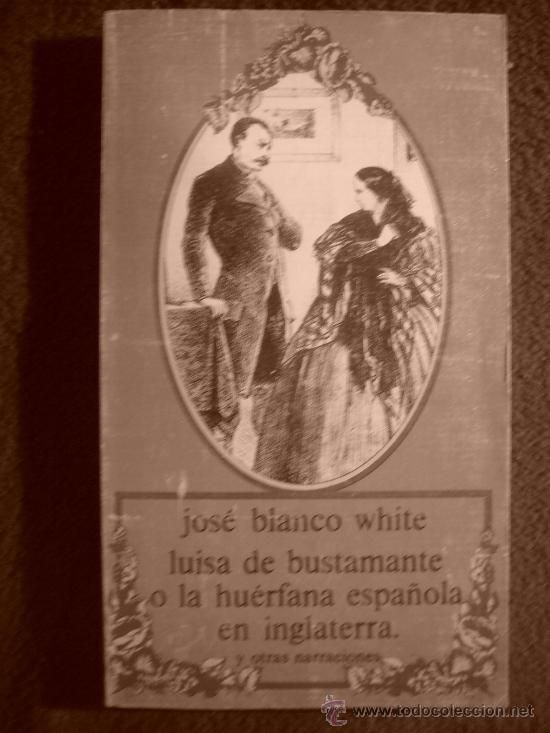 josé blanco white
luisa de bustamante
o la huérfana española
en inglaterra.
y otras narraciones
www.todocoleccion.net